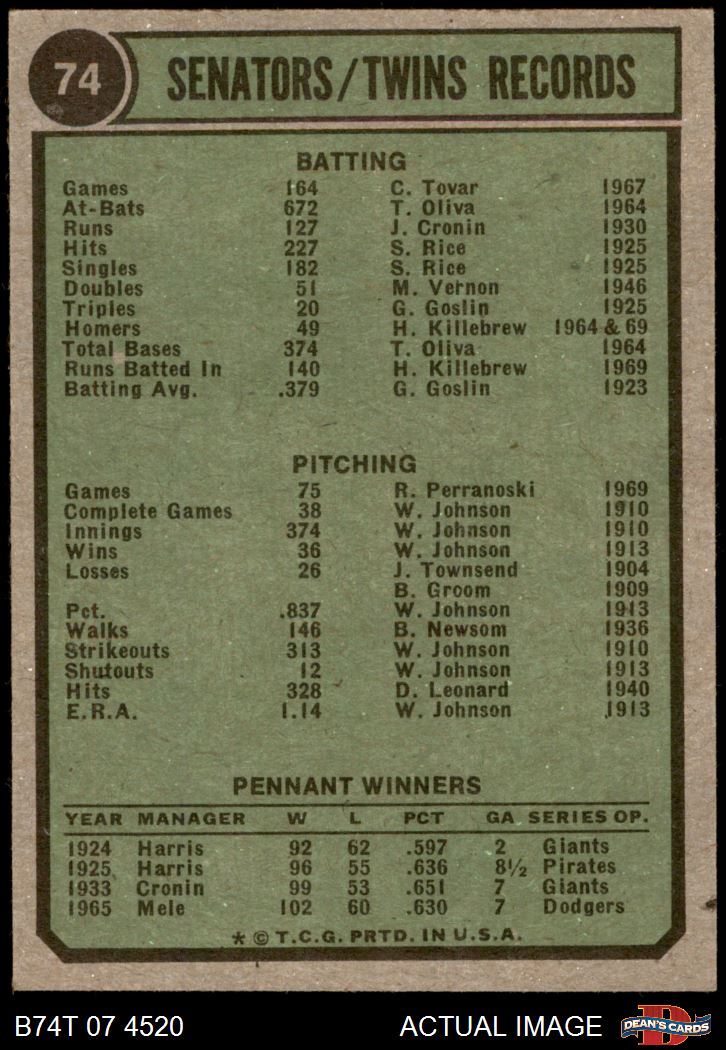 74 SENATORS/TWINS RECORDS
BATTING
Games 164 C. Tovar 1967
At-Bats 672 T. Oliva 1964
Runs 127 J. Cronin 1930
Hits 227 S. Rice 1925
Singles 182 S. Rice 1925
Doubles 51 M. Vernon 1946
Triples 20 G. Goslin 1925
Homers 49 H. Killebrew 1964 & 69
Total Bases 374 T. Oliva 1964
Runs Batted In 140 H. Killebrew 1969
Batting Avg. .379 G. Goslin 1923
PITCHING
Games 75 R. Perranoski 1969
Complete Games 38 W. Johnson 1910
Innings 374 W. Johnson 1910
Wins 36 W. Johnson 1913
Losses 26 J. Townsend 1904
B. Groom 1909
Pct. .837 W. Johnson 1913
Walks 146 B. Newsom 1936
Strikeouts 313 W. Johnson 1910
Shutouts 12 W. Johnson 1913
Hits 328 D. Leonard 1940
E.R.A. 1.14 W. Johnson 1913
PENNANT WINNERS
YEAR MANAGER W L PCT GA SERIES OP.
1924 Harris 92 62 .597 2 Giants
1925 Harris 96 55 .636 8½ Pirates
1933 Cronin 99 53 .651 7 Giants
1965 Mele 102 60 .630 7 Dodgers
* © T.C.G. PRTD. IN U.S.A.
B74T 07 4520 ACTUAL IMAGE D DEAN'S CARDS